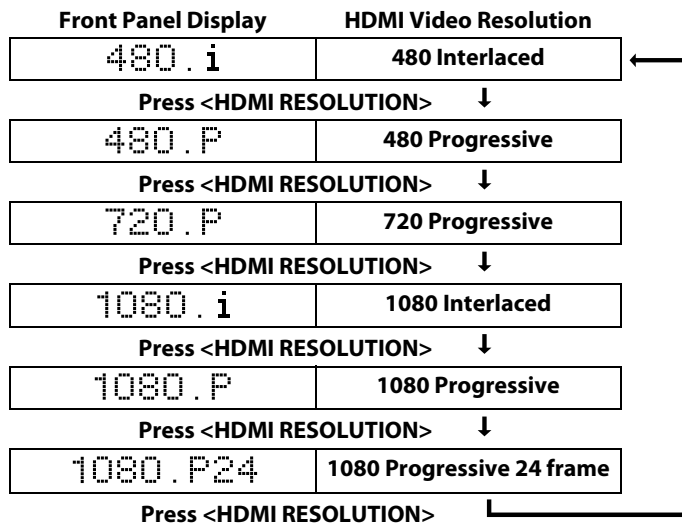 Front Panel Display HDMI Video Resolution
480.i 480 Interlaced
Press <HDMI RESOLUTION>
480.P 480 Progressive
Press <HDMI RESOLUTION>
720.P 720 Progressive
Press <HDMI RESOLUTION>
1080.i 1080 Interlaced
Press <HDMI RESOLUTION>
1080.P 1080 Progressive
Press <HDMI RESOLUTION>
1080.P24 1080 Progressive 24 frame
Press <HDMI RESOLUTION>